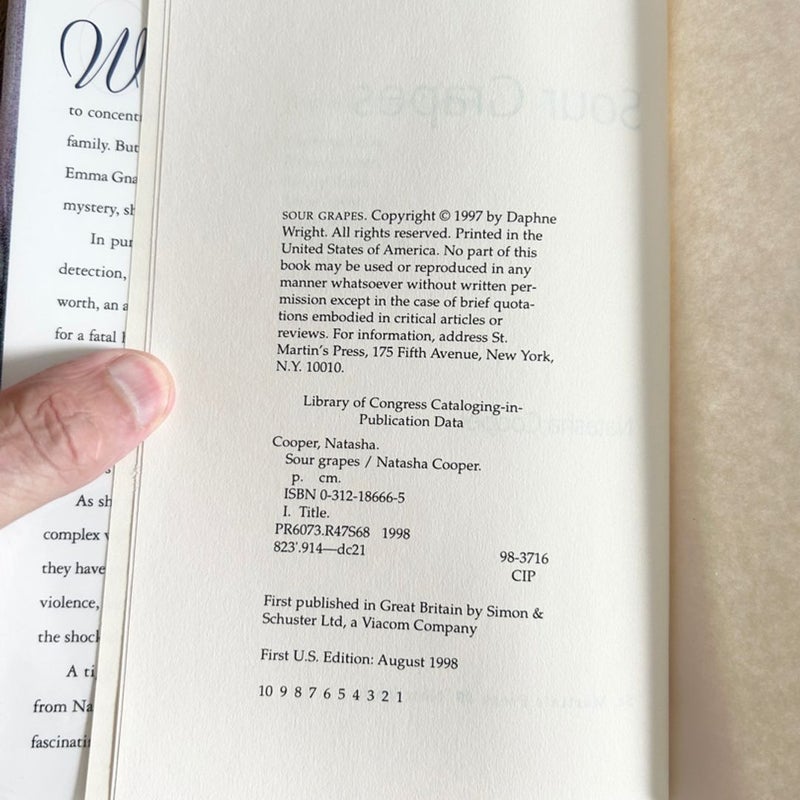 W
to concent
family. But
Emma Gna
mystery, sh
In pur
detection,
worth, an a
for a fatal
As sh
complex
they have
violence,
the shock
A ti
from Na
fascinati
Sour Grapes
SOUR GRAPES. Copyright © 1997 by Daphne
Wright. All rights reserved. Printed in the
United States of America. No part of this
book may be used or reproduced in any
manner whatsoever without written per-
mission except in the case of brief quota-
tions embodied in critical articles or
reviews. For information, address St.
Martin's Press, 175 Fifth Avenue, New York,
N.Y. 10010.
Library of Congress Cataloging-in-
Publication Data
Cooper, Natasha.
Sour grapes / Natasha Cooper.
p. cm.
ISBN 0-312-18666-5
I. Title.
PR6073.R47S68 1998
823'.914—dc21
98-3716
CIP
First published in Great Britain by Simon &
Schuster Ltd, a Viacom Company
First U.S. Edition: August 1998
10 9 8 7 6 5 4 3 2 1
Natasha Cooper